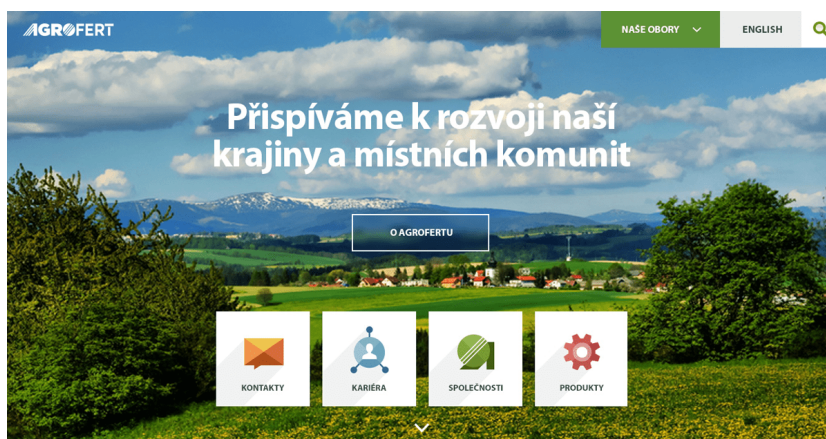 AGROFERT
NAŠE OBORY
ENGLISH
Přispíváme k rozvoji naší
krajiny a místních komunit
O AGROFERTU
KONTAKTY
KARIÉRA
SPOLEČNOSTI
PRODUKTY